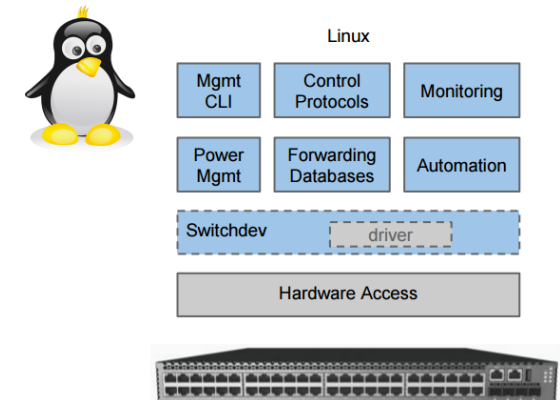 Linux
Mgmt
CLI
Control
Protocols
Monitoring
Power
Mgmt
Forwarding
Databases
Automation
Switchdev
driver
Hardware Access